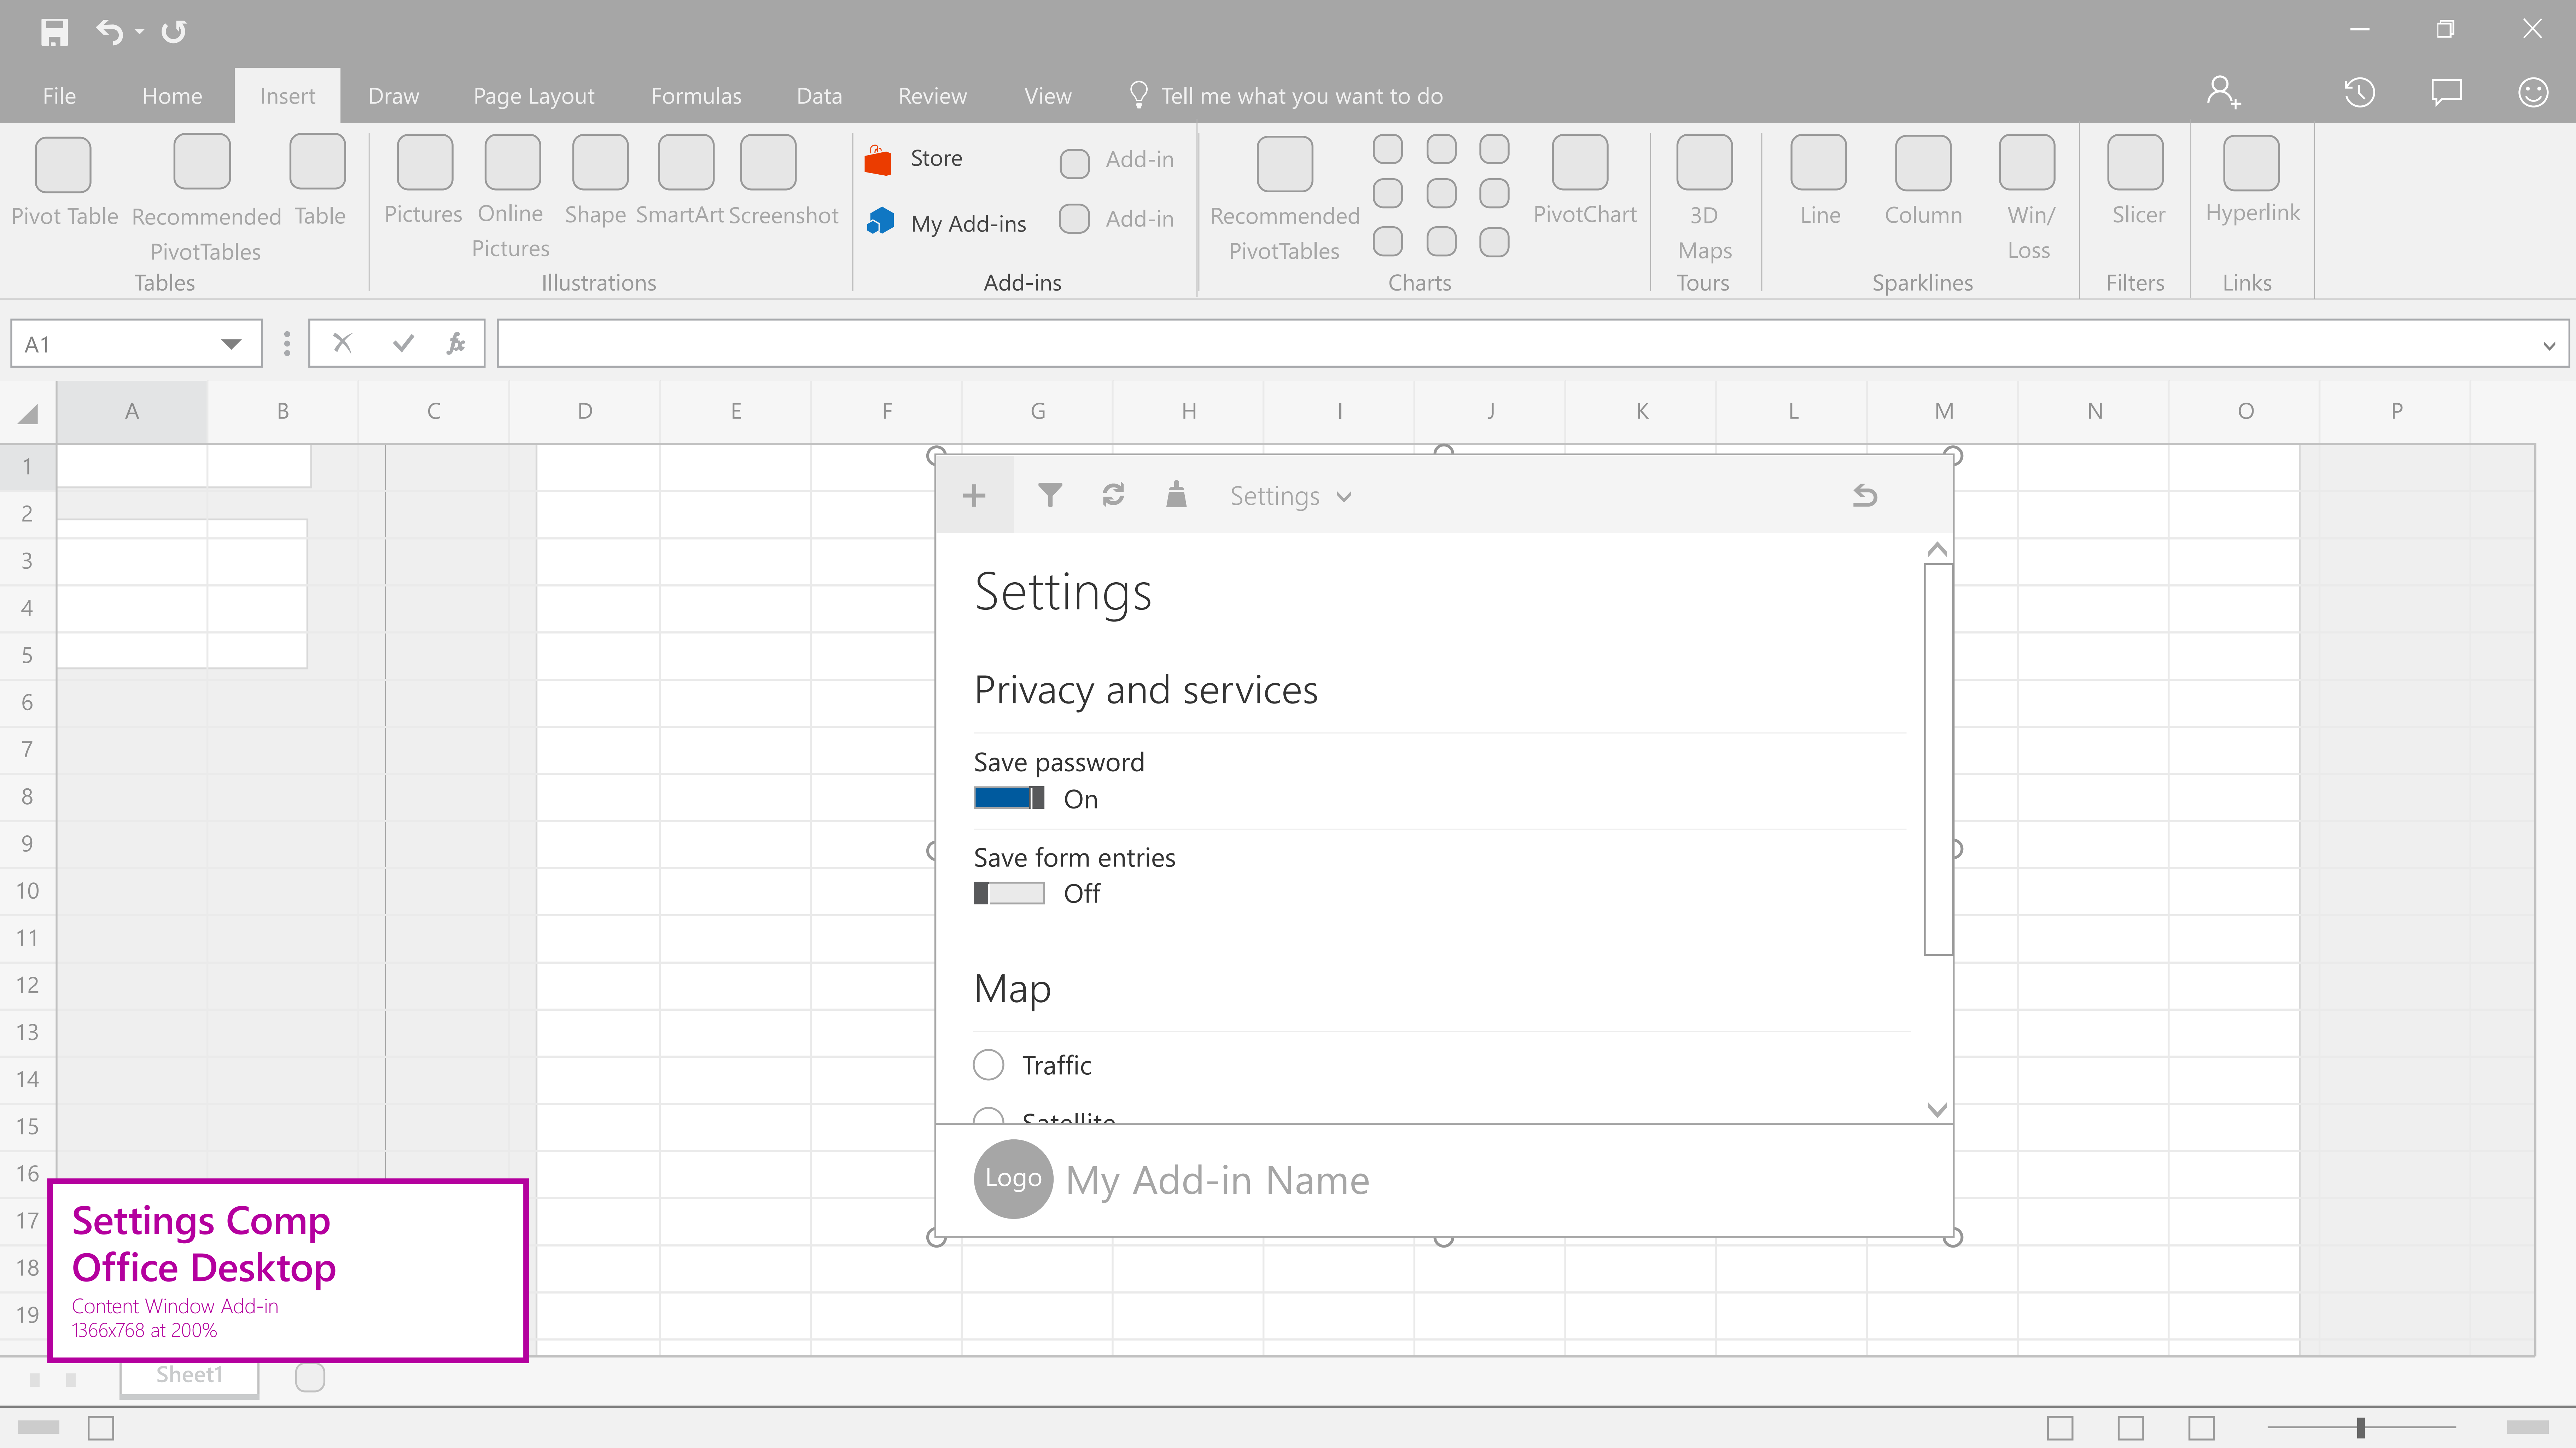 File Home Insert Draw Page Layout Formulas Data Review View Tell me what you want to do
Pivot Table
Recommended
PivotTables
Table
Tables
Pictures
Online
Pictures
Shape
SmartArt
Screenshot
Illustrations
Store
My Add-ins
Add-in
Add-in
Add-ins
Recommended
PivotTables
PivotChart
Charts
3D
Maps
Tours
Line
Column
Win/
Loss
Sparklines
Slicer
Filters
Hyperlink
Links
A1
fx
A B C D E F G H I J K L M N O P
1
2
3
4
5
6
7
8
9
10
11
12
13
14
15
16
17
18
19
Settings
Settings
Privacy and services
Save password
On
Save form entries
Off
Map
Traffic
Satellite
Logo
My Add-in Name
Settings Comp
Office Desktop
Content Window Add-in
1366x768 at 200%
Sheet1